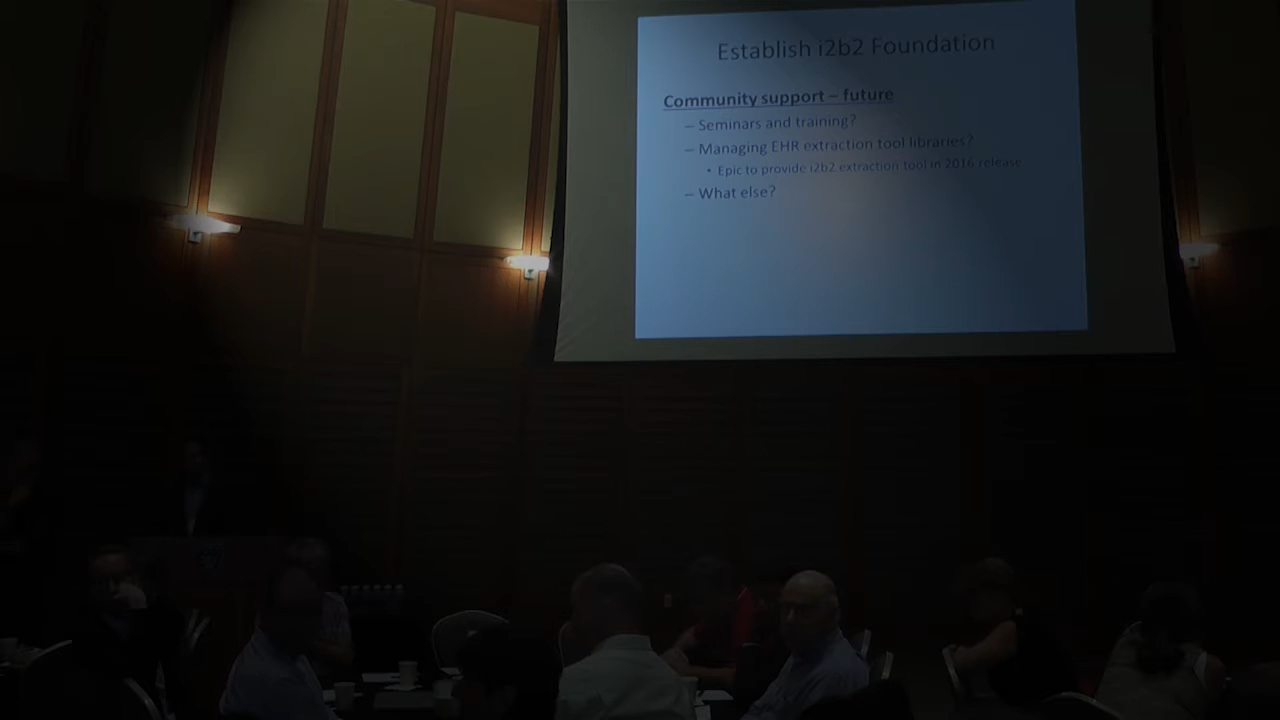 Establish i2b2 Foundation
Community support – future
– Seminars and training?
– Managing EHR extraction tool libraries?
• Epic to provide i2b2 extraction tool in 2016 release
– What else?